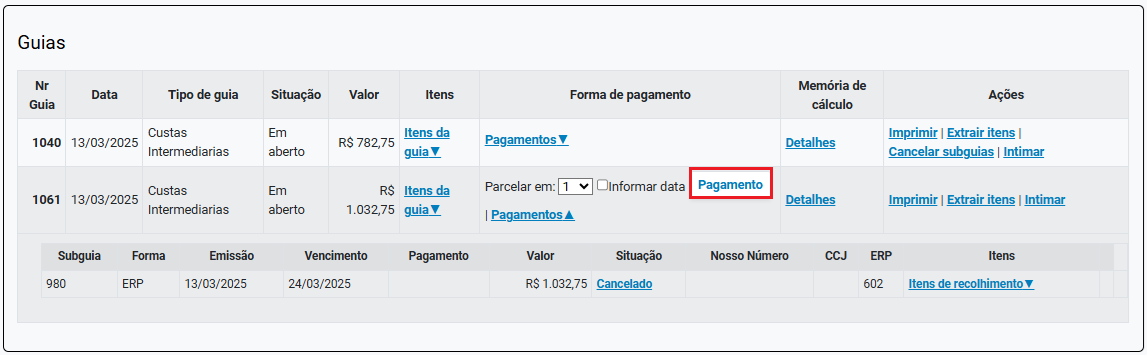 Guias
Nr Guia Data Tipo de guia Situação Valor Itens Forma de pagamento Memória de cálculo Ações
1040 13/03/2025 Custas Intermediarias Em aberto R$ 782,75 Itens da guia▼ Pagamentos▼ Detalhes Imprimir | Extrair itens |
Cancelar subguias | Intimar
1061 13/03/2025 Custas Intermediarias Em aberto R$ 1.032,75 Itens da guia▼ Parcelar em: 1 Informar data Pagamento
| Pagamentos▲ Detalhes Imprimir | Extrair itens | Intimar
Subguia Forma Emissão Vencimento Pagamento Valor Situação Nosso Número CCJ ERP Itens
980 ERP 13/03/2025 24/03/2025 R$ 1.032,75 Cancelado 602 Itens de recolhimento▼